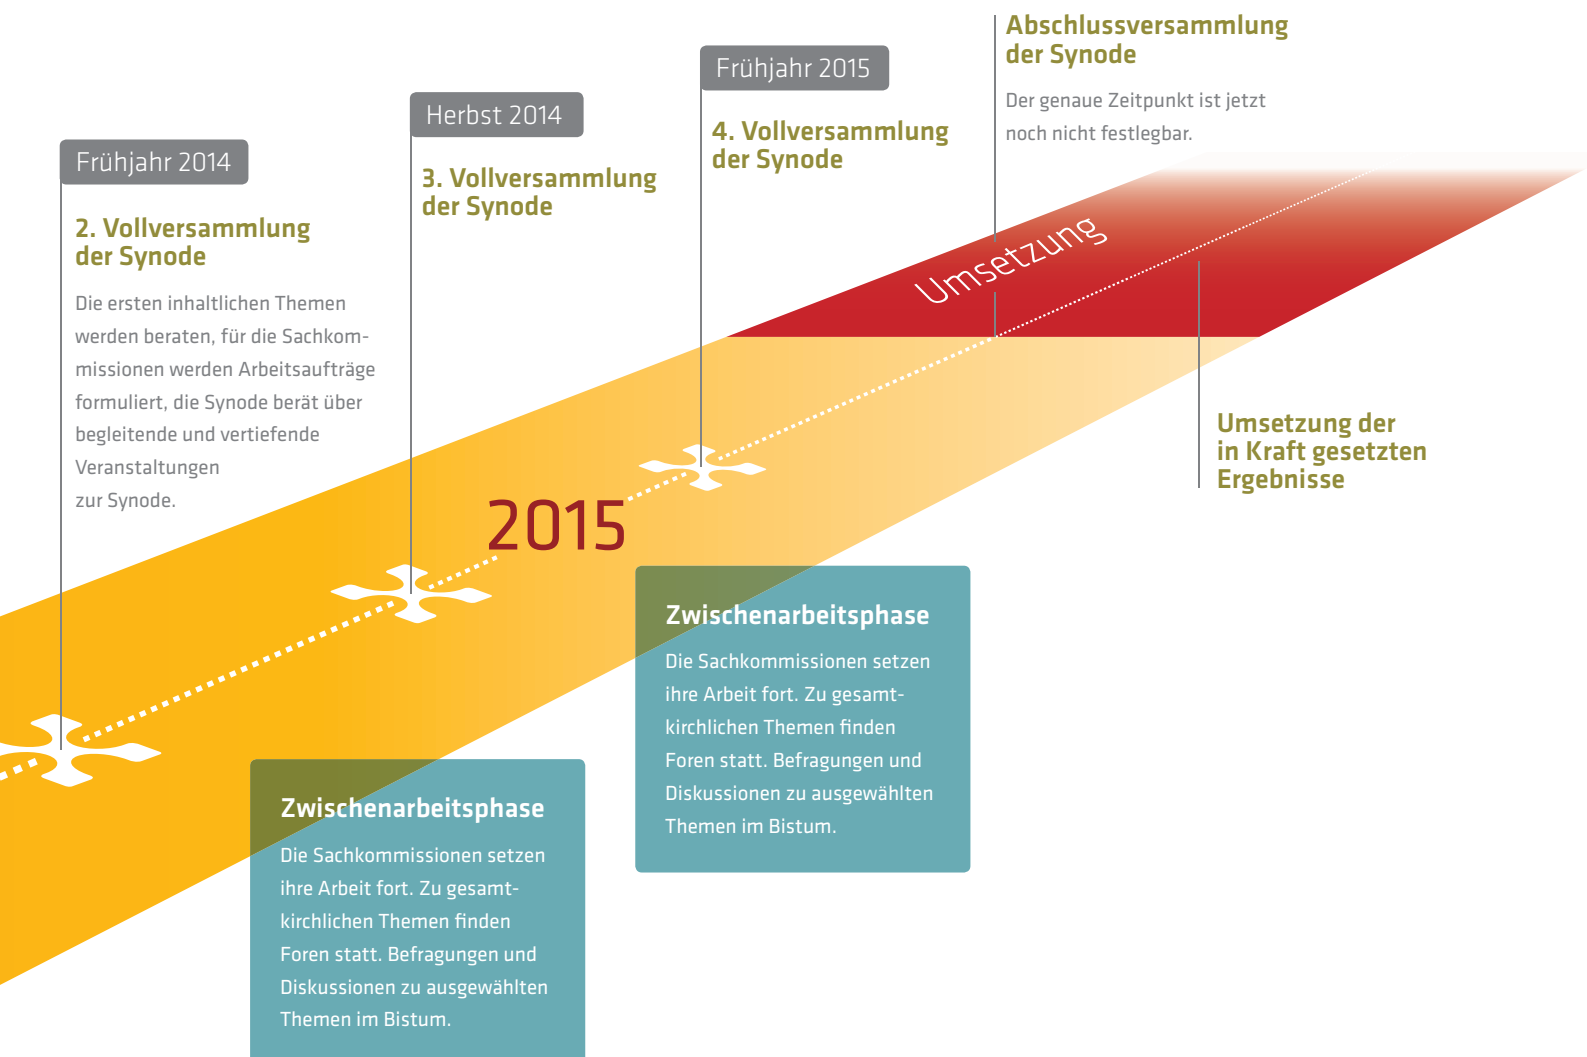 Frühjahr 2014
2. Vollversammlung
der Synode
Die ersten inhaltlichen Themen
werden beraten, für die Sachkom-
missionen werden Arbeitsaufträge
formuliert, die Synode berät über
begleitende und vertiefende
Veranstaltungen
zur Synode.
Herbst 2014
3. Vollversammlung
der Synode
Frühjahr 2015
4. Vollversammlung
der Synode
Abschlussversammlung
der Synode
Der genaue Zeitpunkt ist jetzt
noch nicht festlegbar.
Umsetzung
Umsetzung der
in Kraft gesetzten
Ergebnisse
2015
Zwischenarbeitsphase
Die Sachkommissionen setzen
ihre Arbeit fort. Zu gesamt-
kirchlichen Themen finden
Foren statt. Befragungen und
Diskussionen zu ausgewählten
Themen im Bistum.
Zwischenarbeitsphase
Die Sachkommissionen setzen
ihre Arbeit fort. Zu gesamt-
kirchlichen Themen finden
Foren statt. Befragungen und
Diskussionen zu ausgewählten
Themen im Bistum.